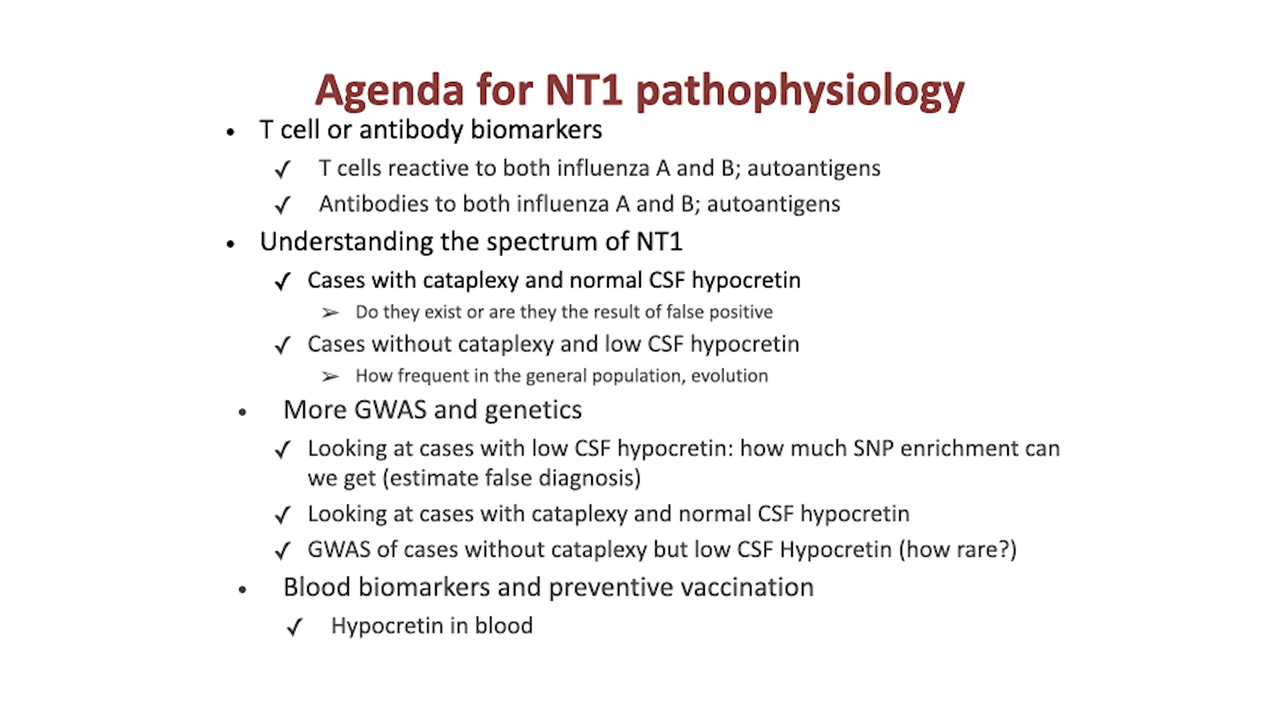 Agenda for NT1 pathophysiology
• T cell or antibody biomarkers
✓ T cells reactive to both influenza A and B; autoantigens
✓ Antibodies to both influenza A and B; autoantigens
• Understanding the spectrum of NT1
✓ Cases with cataplexy and normal CSF hypocretin
➢ Do they exist or are they the result of false positive
✓ Cases without cataplexy and low CSF hypocretin
➢ How frequent in the general population, evolution
• More GWAS and genetics
✓ Looking at cases with low CSF hypocretin: how much SNP enrichment can
we get (estimate false diagnosis)
✓ Looking at cases with cataplexy and normal CSF hypocretin
✓ GWAS of cases without cataplexy but low CSF Hypocretin (how rare?)
• Blood biomarkers and preventive vaccination
✓ Hypocretin in blood